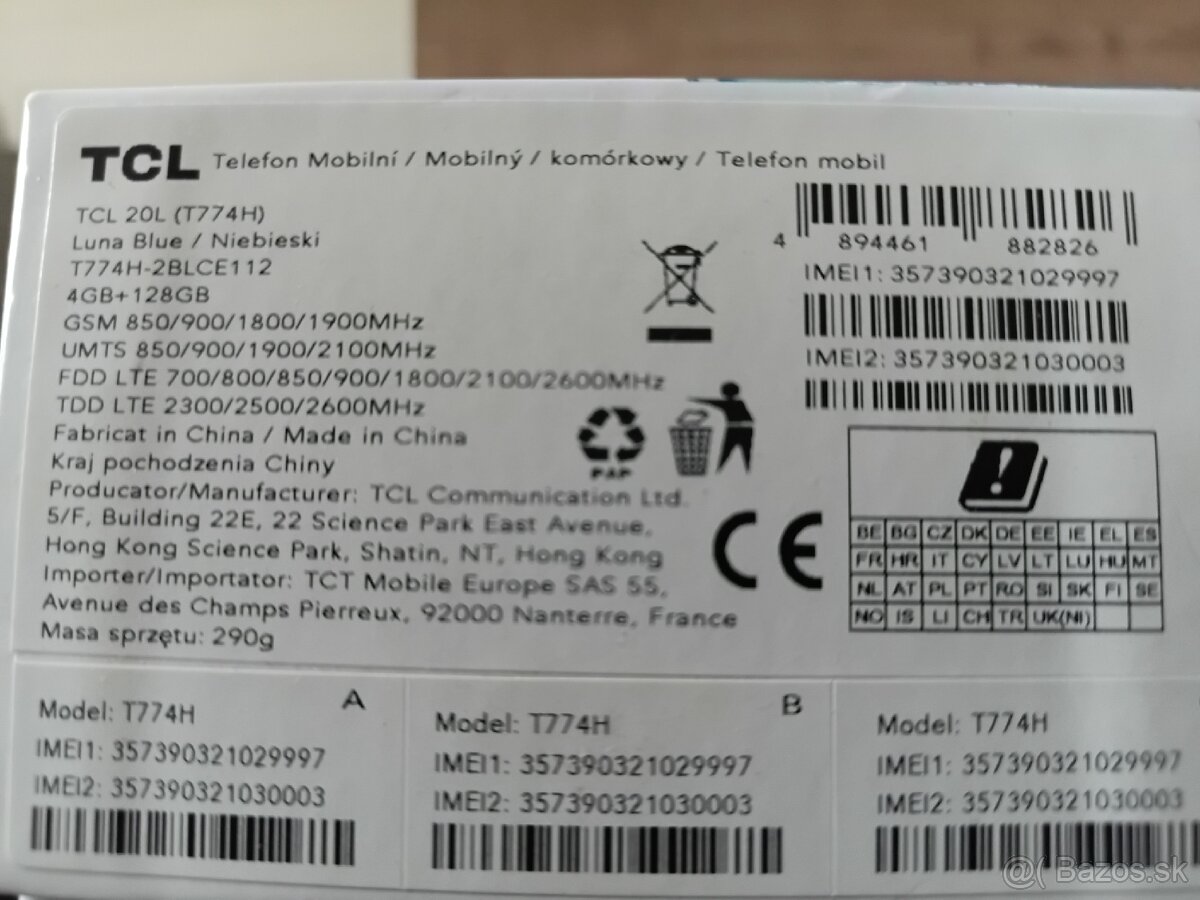 TCL Telefon Mobilní / Mobilný / komórkowy / Telefon mobil
TCL 20L (T774H)
Luna Blue / Niebieski
T774H-2BLCE112
4GB+128GB
GSM 850/900/1800/1900MHz
UMTS 850/900/1900/2100MHz
FDD LTE 700/800/850/900/1800/2100/2600MHz
TDD LTE 2300/2500/2600MHz
Fabricat in China / Made in China
Kraj pochodzenia Chiny
Producator/Manufacturer: TCL Communication Ltd.
5/F, Building 22E, 22 Science Park East Avenue,
Hong Kong Science Park, Shatin, NT, Hong Kong
Importer/Importator: TCT Mobile Europe SAS 55,
Avenue des Champs Pierreux, 92000 Nanterre, France
Masa sprzętu: 290g
4 894461 882826
IMEI1: 357390321029997
IMEI2: 357390321030003
PAP
CE
!
BE BG CZ DK DE EE IE EL ES
FR HR IT CY LV LT LU HU MT
NL AT PL PT RO SI SK FI SE
NO IS LI CH TR UK(NI)
A
Model: T774H
IMEI1: 357390321029997
IMEI2: 357390321030003
B
Model: T774H
IMEI1: 357390321029997
IMEI2: 357390321030003
Model: T774H
IMEI1: 357390321029997
IMEI2: 357390321030003
@( Bazos.sk